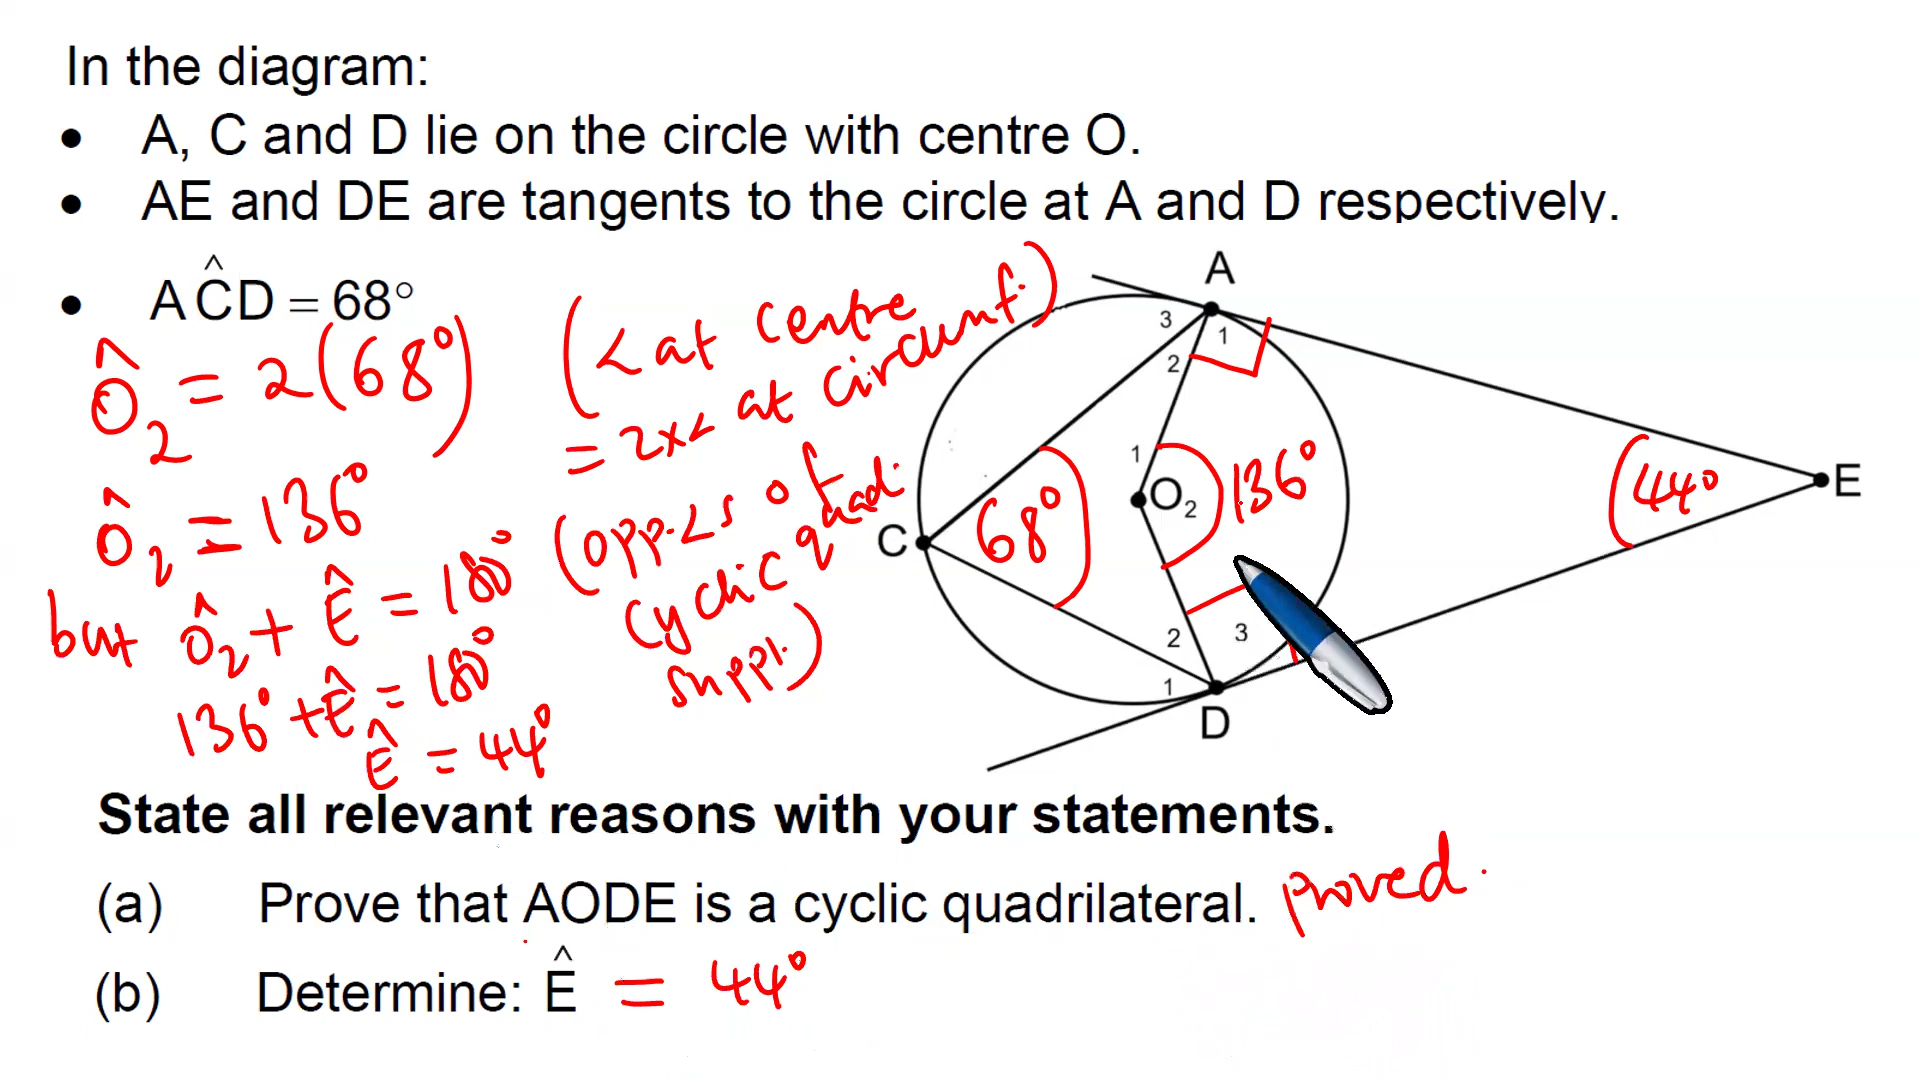 In the diagram:
• A, C and D lie on the circle with centre O.
• AE and DE are tangents to the circle at A and D respectively.
• AĈD = 68°
Ô₂ = 2(68°) (< at centre
= 2x< at circumf.)
Ô₂ = 136°
but Ô₂ + Ê = 180° (opp. <s of
cyclic quad.
suppl.)
136° + Ê = 180°
Ê = 44°
A
3
1
2
1
O₂
136°
44°
E
C
68°
2
3
1
D
State all relevant reasons with your statements.
(a) Prove that AODE is a cyclic quadrilateral. Proved.
(b) Determine: Ê = 44°